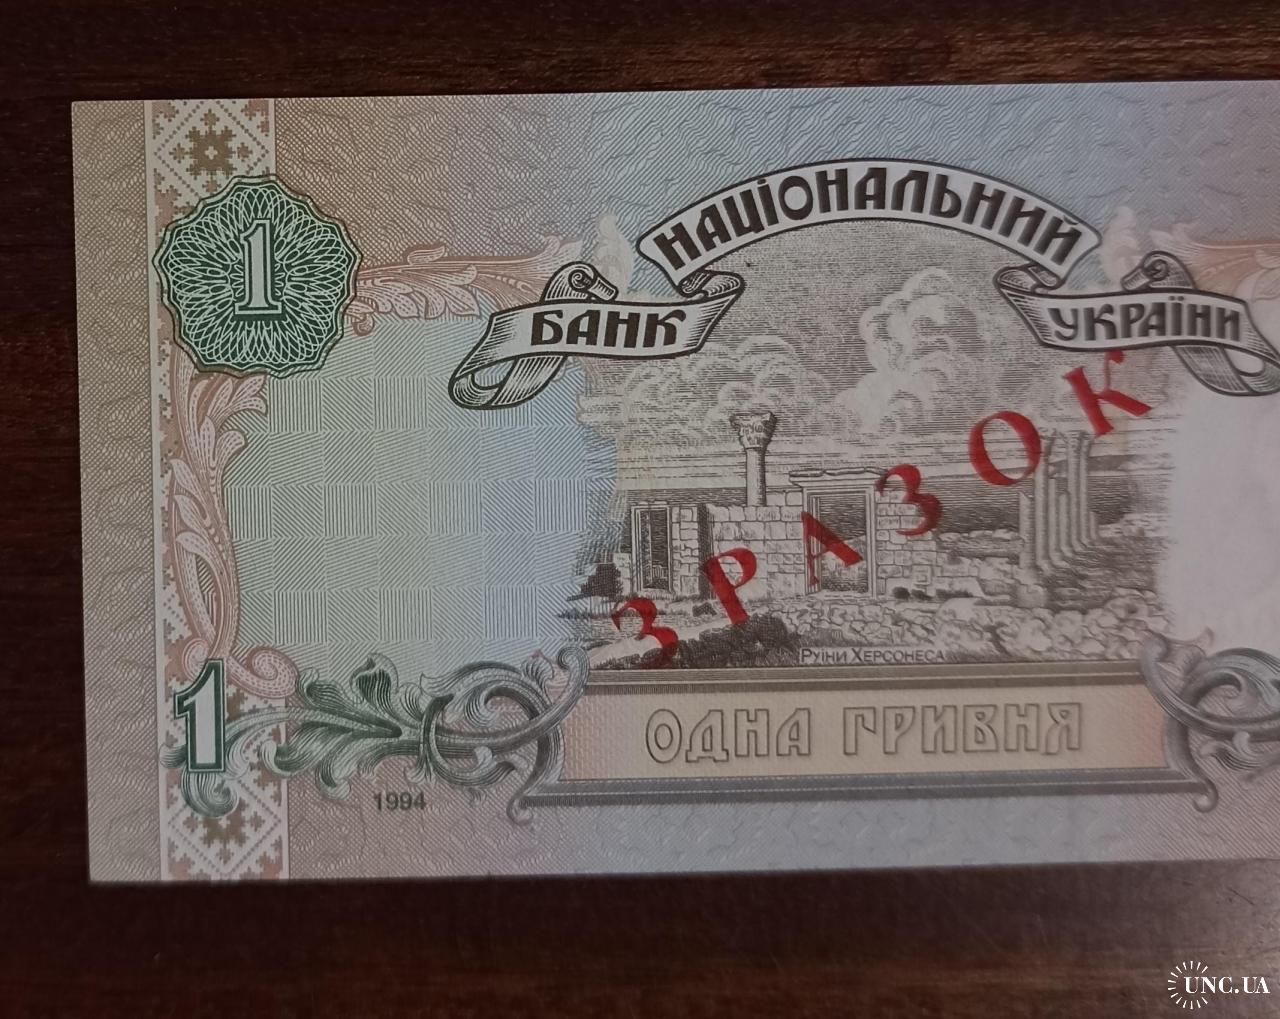 НАЦІОНАЛЬНИЙ
БАНК УКРАЇНИ
1
ЗРАЗОК
РУЇНИ ХЕРСОНЕСА
1
ОДНА ГРИВНЯ
1994
UNC.UA